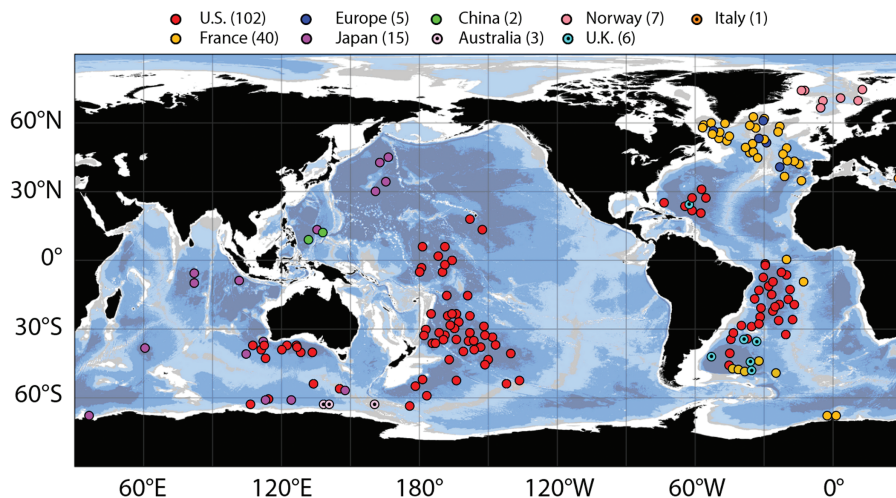 U.S. (102) Europe (5) China (2) Norway (7) Italy (1)
France (40) Japan (15) Australia (3) U.K. (6)
60°N
30°N
0°
30°S
60°S
60°E 120°E 180° 120°W 60°W 0°